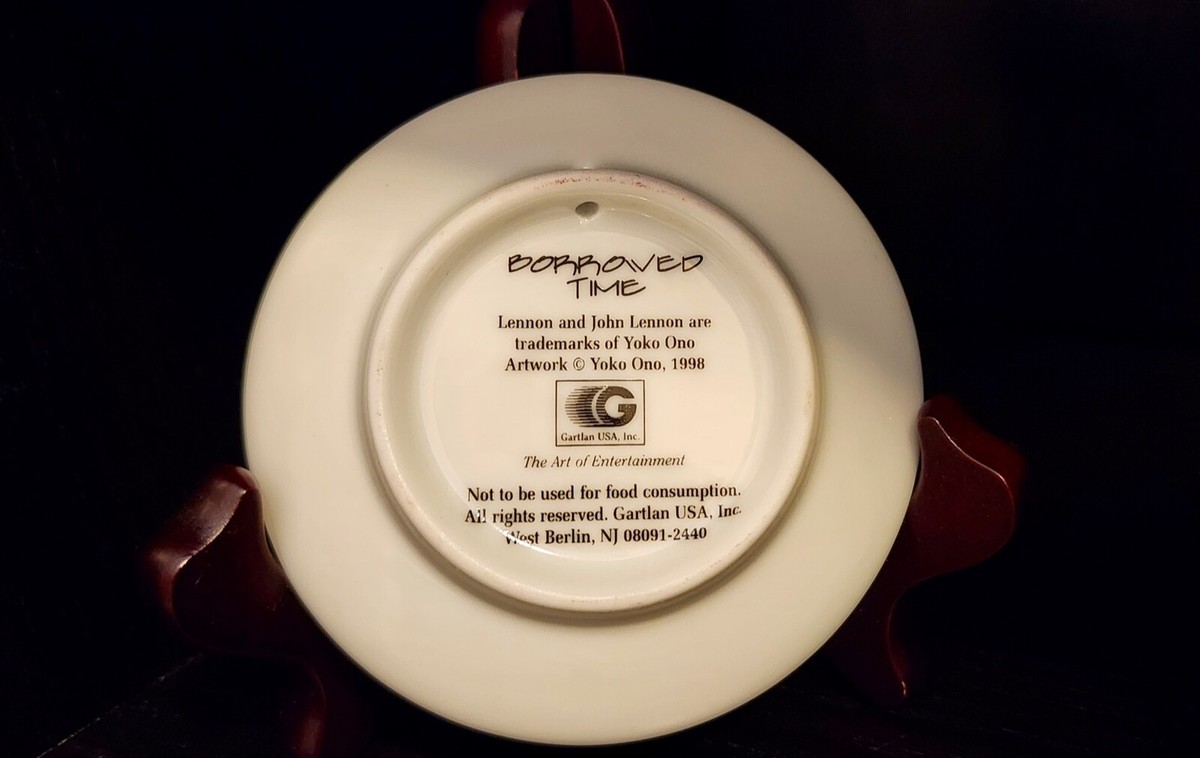 BORROWED
TIME
Lennon and John Lennon are
trademarks of Yoko Ono
Artwork © Yoko Ono, 1998
G
Gartlan USA, Inc.
The Art of Entertainment
Not to be used for food consumption.
All rights reserved. Gartlan USA, Inc.
West Berlin, NJ 08091-2440